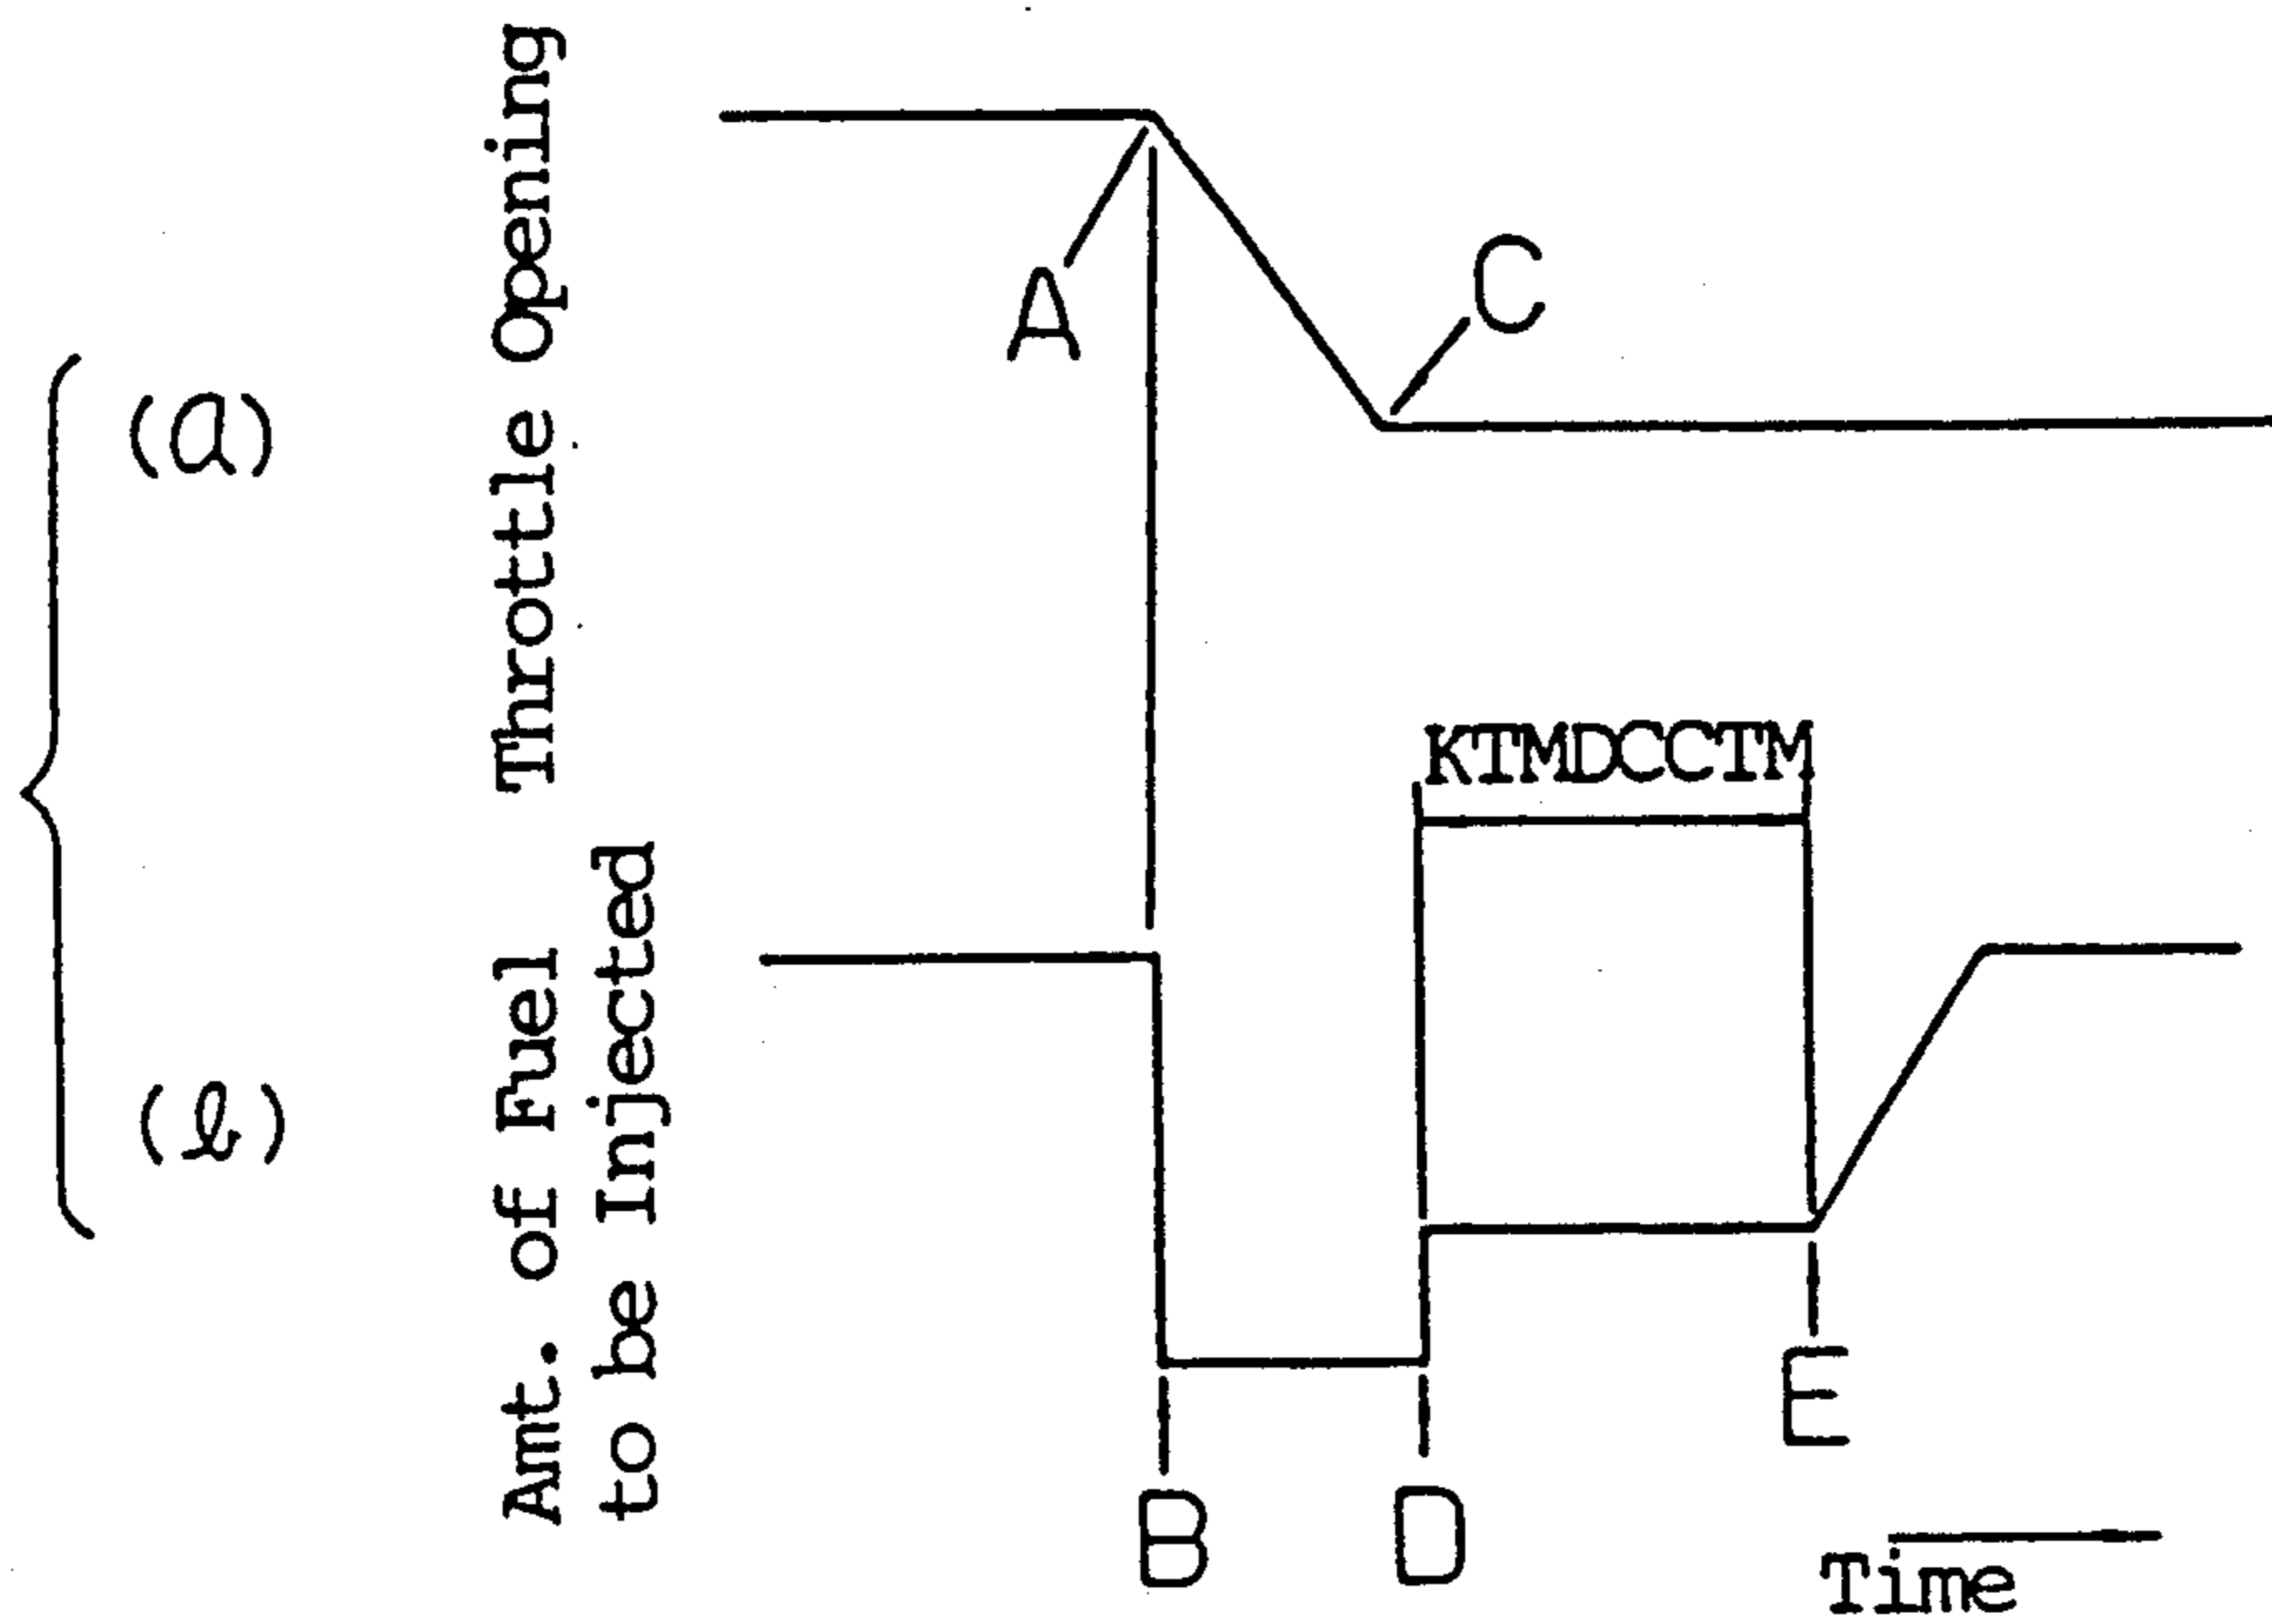 (a)
Throttle Opening
A
C
KTMDCCTM
(b)
Amt. of Fuel
to be Injected
B
D
E
Time